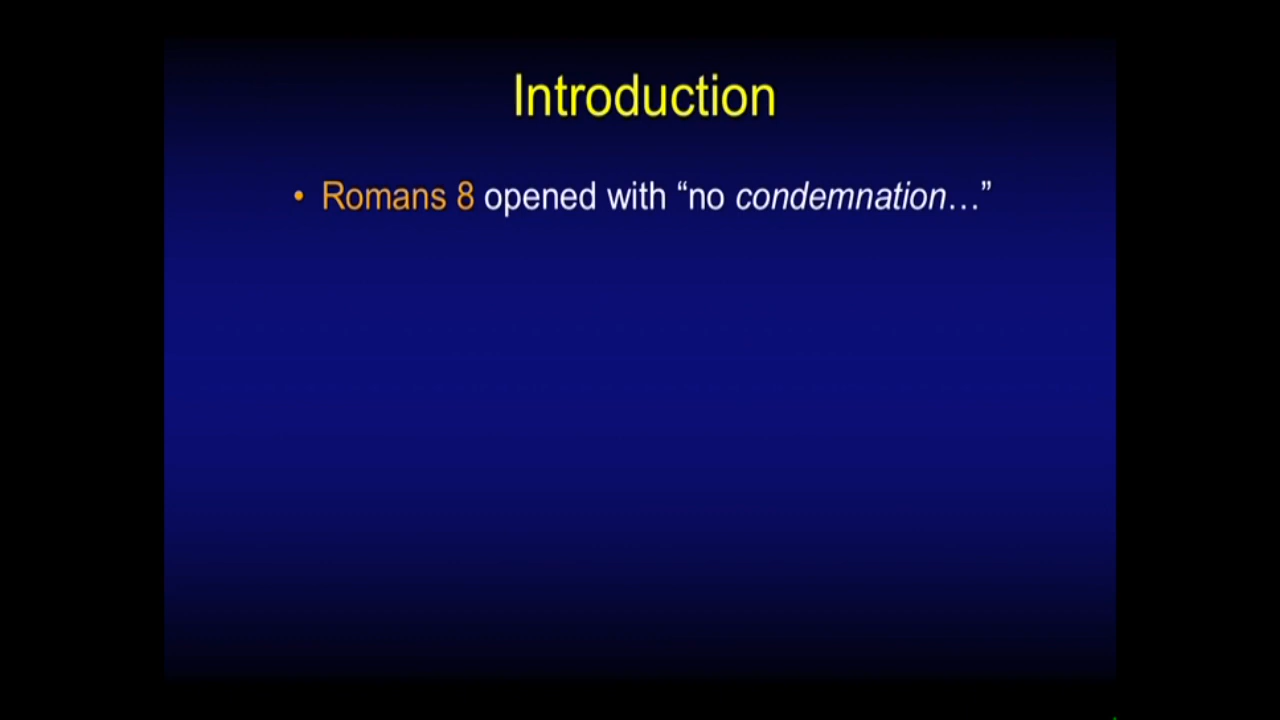 Introduction
• Romans 8 opened with “no condemnation…”